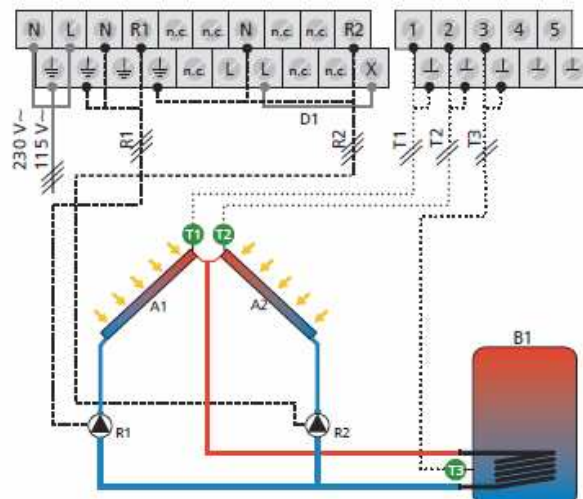 N L N R1 n.c. n.c. N n.c. n.c. R2 1 2 3 4 5
n.c. L L n.c. n.c. X
D1
230 V~
115 V~
R1
R2
T1
T2
T3
T1 T2
A1 A2
B1
R1 R2
T3